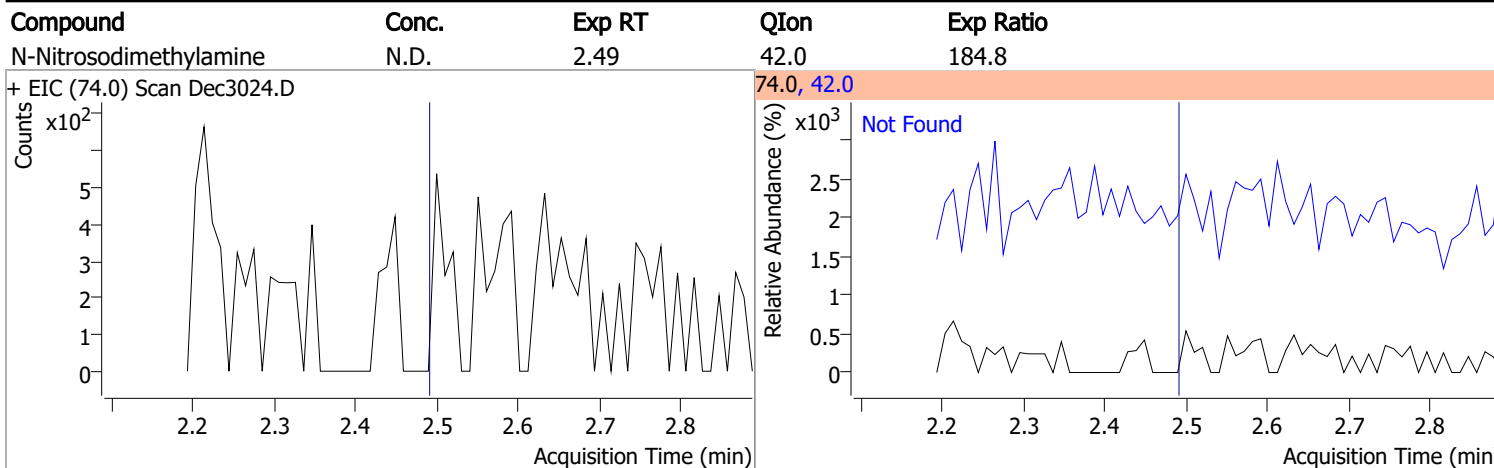 Compound Conc. Exp RT QIon Exp Ratio
N-Nitrosodimethylamine N.D. 2.49 42.0 184.8
+ EIC (74.0) Scan Dec3024.D
Counts
x10²
5
4
3
2
1
0
2.2 2.3 2.4 2.5 2.6 2.7 2.8
Acquisition Time (min)
74.0, 42.0
Relative Abundance (%)
x10³
Not Found
2.5
2
1.5
1
0.5
0
2.2 2.3 2.4 2.5 2.6 2.7 2.8
Acquisition Time (min